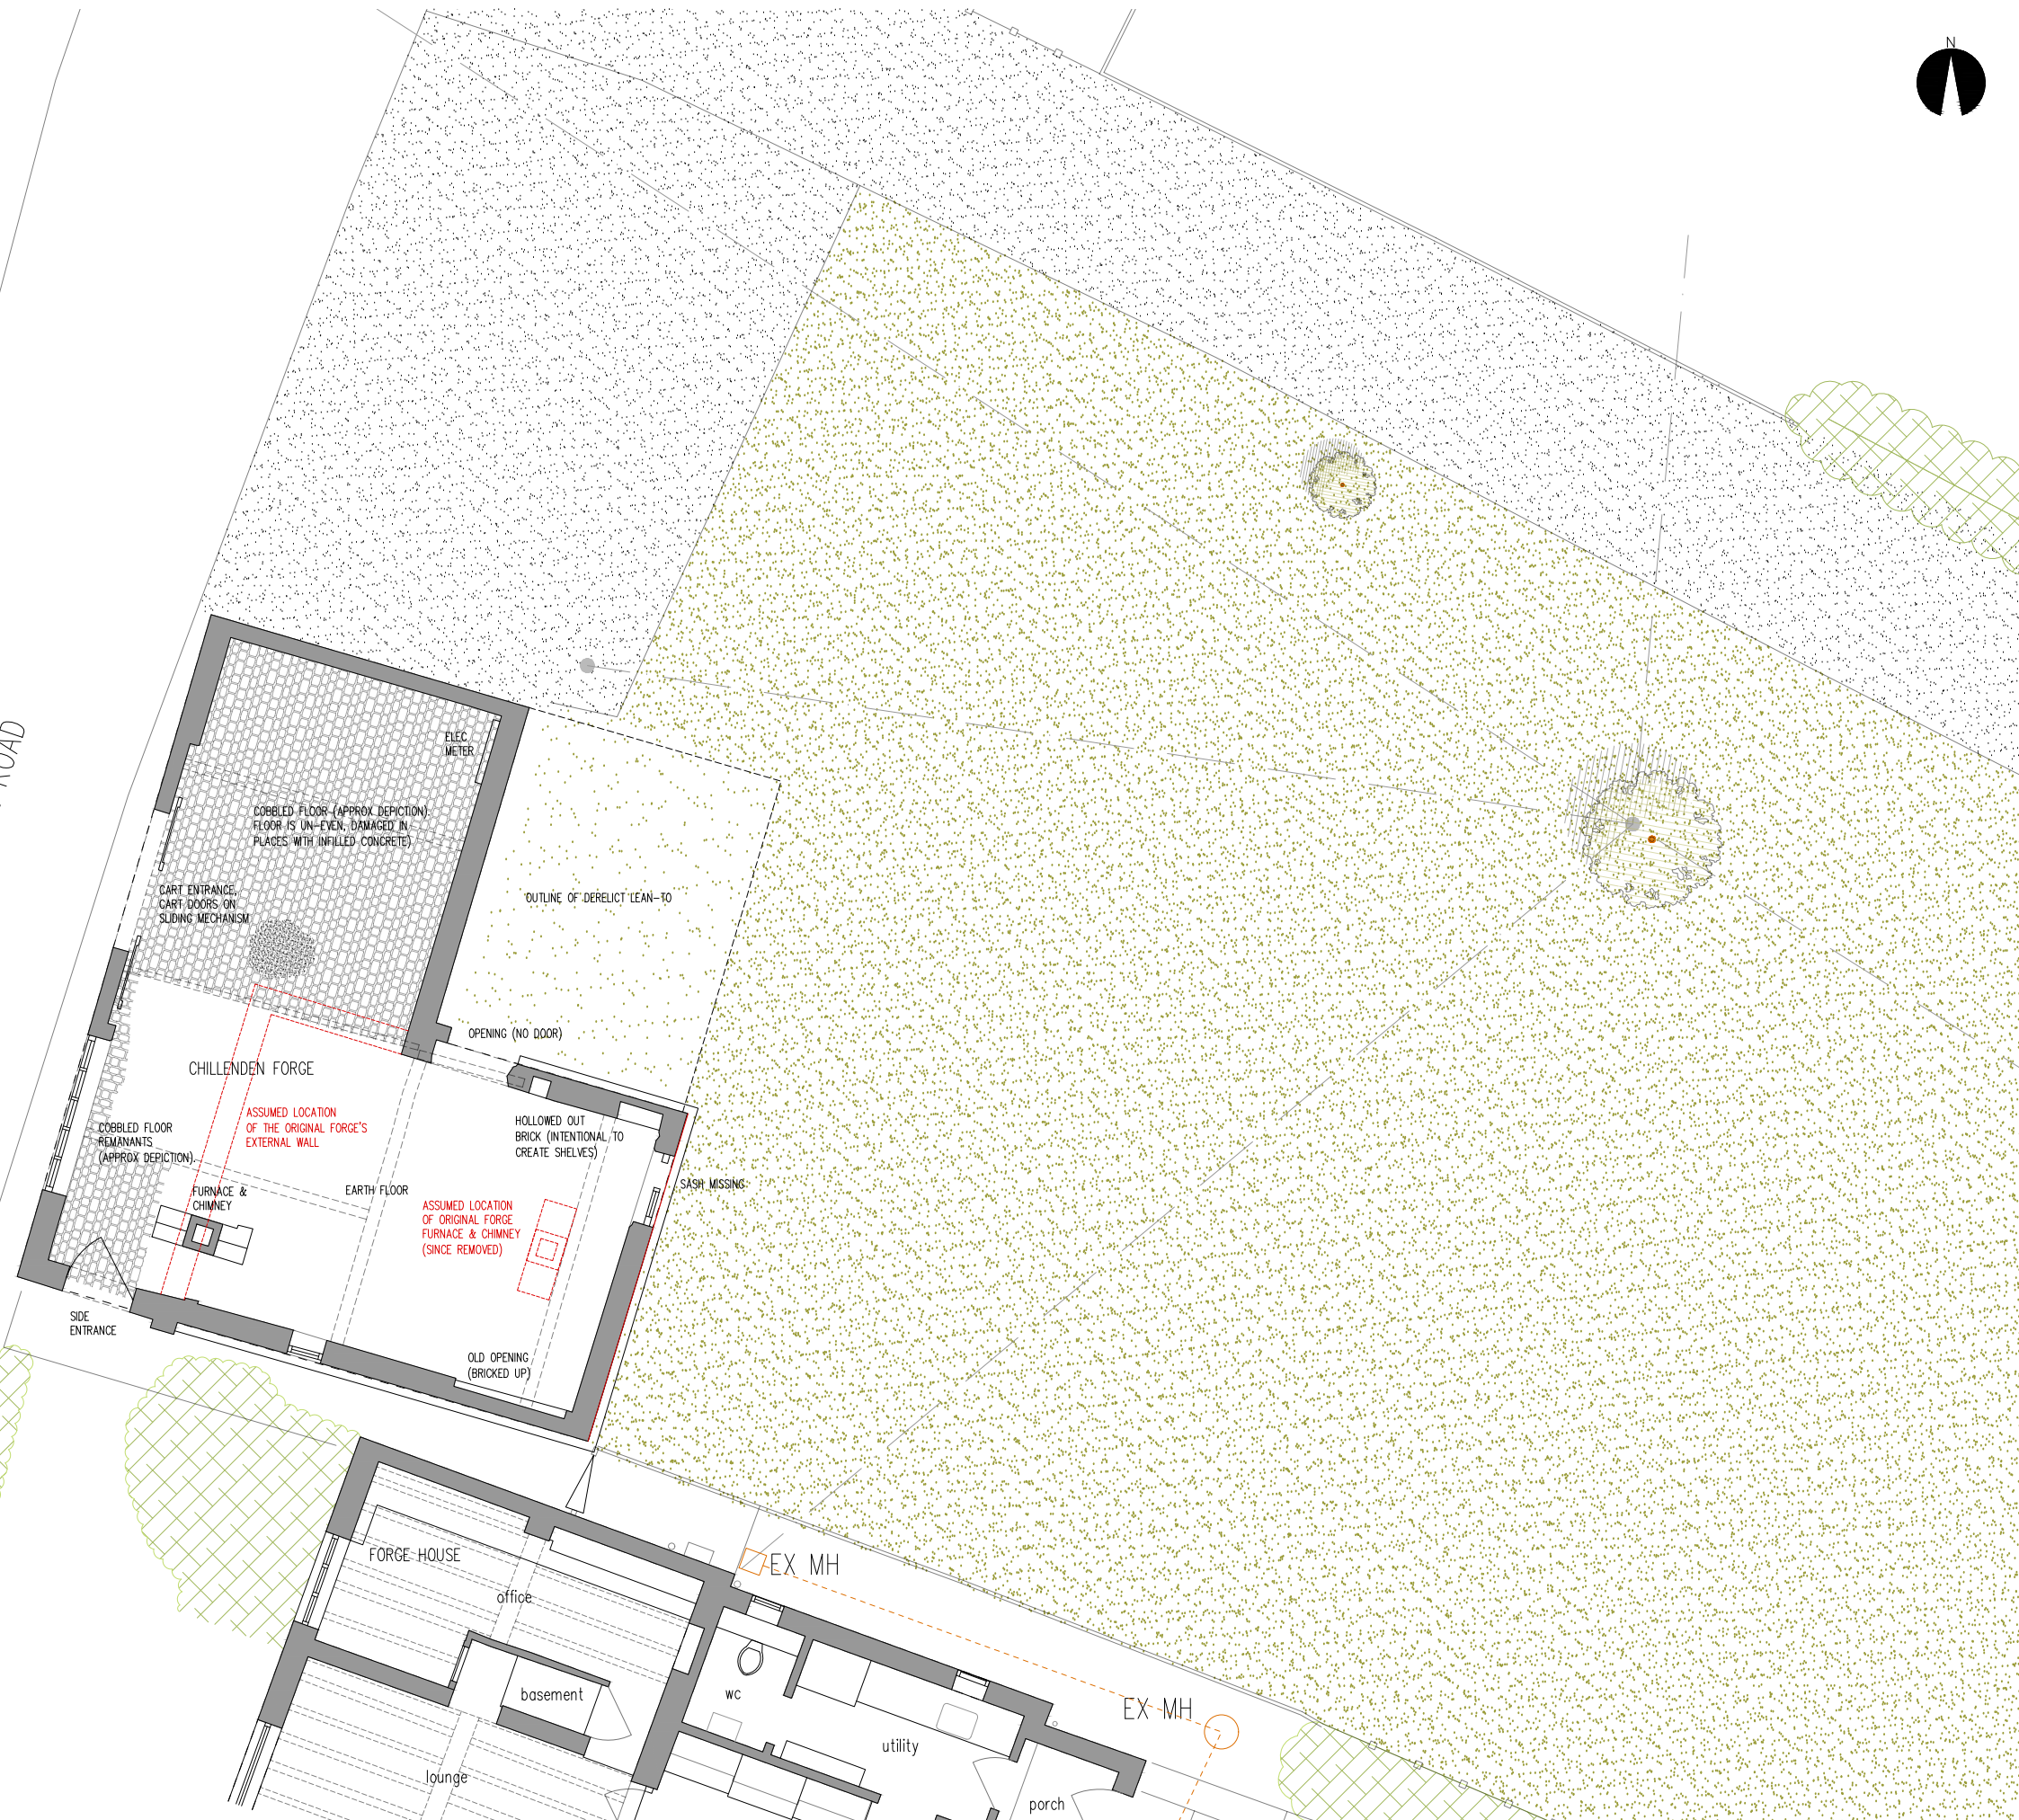 N
ROAD
ELEC
METER
COBBLED FLOOR (APPROX DEPICTION).
FLOOR IS UN-EVEN, DAMAGED IN
PLACES WITH INFILLED CONCRETE)
CART ENTRANCE,
CART DOORS ON
SLIDING MECHANISM
OUTLINE OF DERELICT LEAN-TO
OPENING (NO DOOR)
CHILLENDEN FORGE
ASSUMED LOCATION
OF THE ORIGINAL FORGE'S
EXTERNAL WALL
HOLLOWED OUT
BRICK (INTENTIONAL TO
CREATE SHELVES)
COBBLED FLOOR
REMANANTS
(APPROX DEPICTION).
SASH MISSING
FURNACE &
CHIMNEY
EARTH FLOOR
ASSUMED LOCATION
OF ORIGINAL FORGE
FURNACE & CHIMNEY
(SINCE REMOVED)
SIDE
ENTRANCE
OLD OPENING
(BRICKED UP)
FORGE HOUSE
EX MH
office
basement
WC
EX MH
utility
lounge
porch